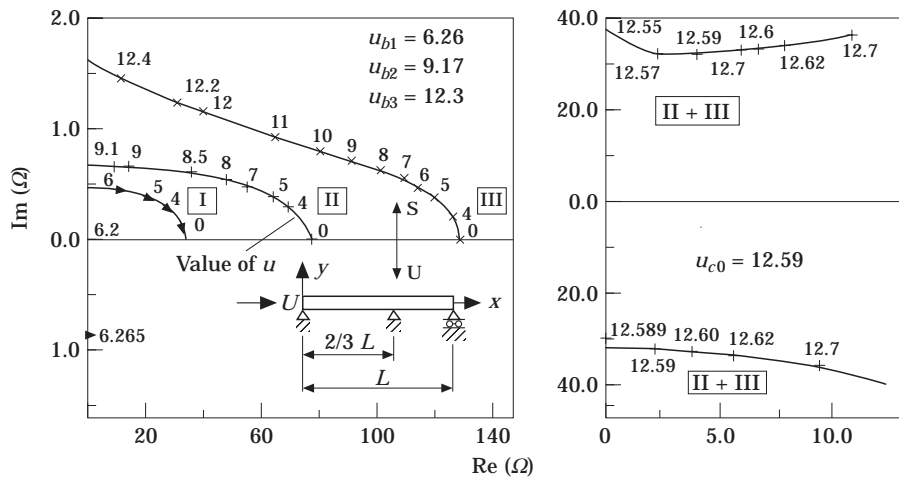 2.0
12.4
u_b1 = 6.26
u_b2 = 9.17
u_b3 = 12.3
12.2
12
1.0
11
10
9
8
7
6
5
4
0
9.1
9
8.5
8
7
5
4
0
6
5
4
0
I
II
III
0.0
6.2
Im (Ω)
Value of u
S
U
y
U
x
2/3 L
L
6.265
1.0
20
60
100
140
Re (Ω)
40.0
12.55
12.57
12.59
12.7
12.6
12.62
12.7
II + III
20.0
0.0
u_c0 = 12.59
20.0
12.589
12.59
12.60
12.62
12.7
II + III
40.0
0
5.0
10.0